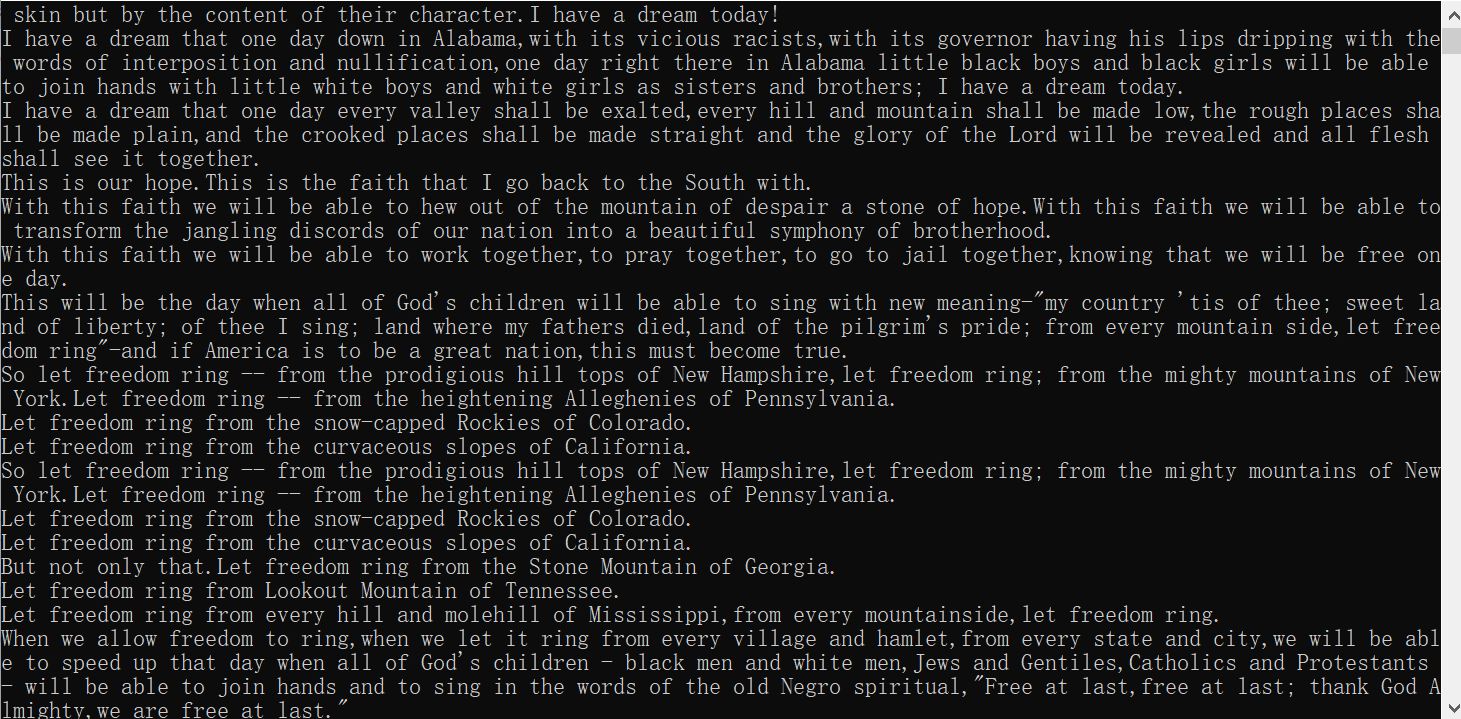 skin but by the content of their character.I have a dream today!
I have a dream that one day down in Alabama,with its vicious racists,with its governor having his lips dripping with the
words of interposition and nullification,one day right there in Alabama little black boys and black girls will be able
to join hands with little white boys and white girls as sisters and brothers; I have a dream today.
I have a dream that one day every valley shall be exalted,every hill and mountain shall be made low,the rough places sha
ll be made plain,and the crooked places shall be made straight and the glory of the Lord will be revealed and all flesh
shall see it together.
This is our hope.This is the faith that I go back to the South with.
With this faith we will be able to hew out of the mountain of despair a stone of hope.With this faith we will be able to
transform the jangling discords of our nation into a beautiful symphony of brotherhood.
With this faith we will be able to work together,to pray together,to go to jail together,knowing that we will be free on
e day.
This will be the day when all of God's children will be able to sing with new meaning-"my country 'tis of thee; sweet la
nd of liberty; of thee I sing; land where my fathers died,land of the pilgrim's pride; from every mountain side,let free
dom ring"-and if America is to be a great nation,this must become true.
So let freedom ring -- from the prodigious hill tops of New Hampshire,let freedom ring; from the mighty mountains of New
York.Let freedom ring -- from the heightening Alleghenies of Pennsylvania.
Let freedom ring from the snow-capped Rockies of Colorado.
Let freedom ring from the curvaceous slopes of California.
So let freedom ring -- from the prodigious hill tops of New Hampshire,let freedom ring; from the mighty mountains of New
York.Let freedom ring -- from the heightening Alleghenies of Pennsylvania.
Let freedom ring from the snow-capped Rockies of Colorado.
Let freedom ring from the curvaceous slopes of California.
But not only that.Let freedom ring from the Stone Mountain of Georgia.
Let freedom ring from Lookout Mountain of Tennessee.
Let freedom ring from every hill and molehill of Mississippi,from every mountainside,let freedom ring.
When we allow freedom to ring,when we let it ring from every village and hamlet,from every state and city,we will be abl
e to speed up that day when all of God's children - black men and white men,Jews and Gentiles,Catholics and Protestants
- will be able to join hands and to sing in the words of the old Negro spiritual,"Free at last,free at last; thank God A
lmighty,we are free at last."